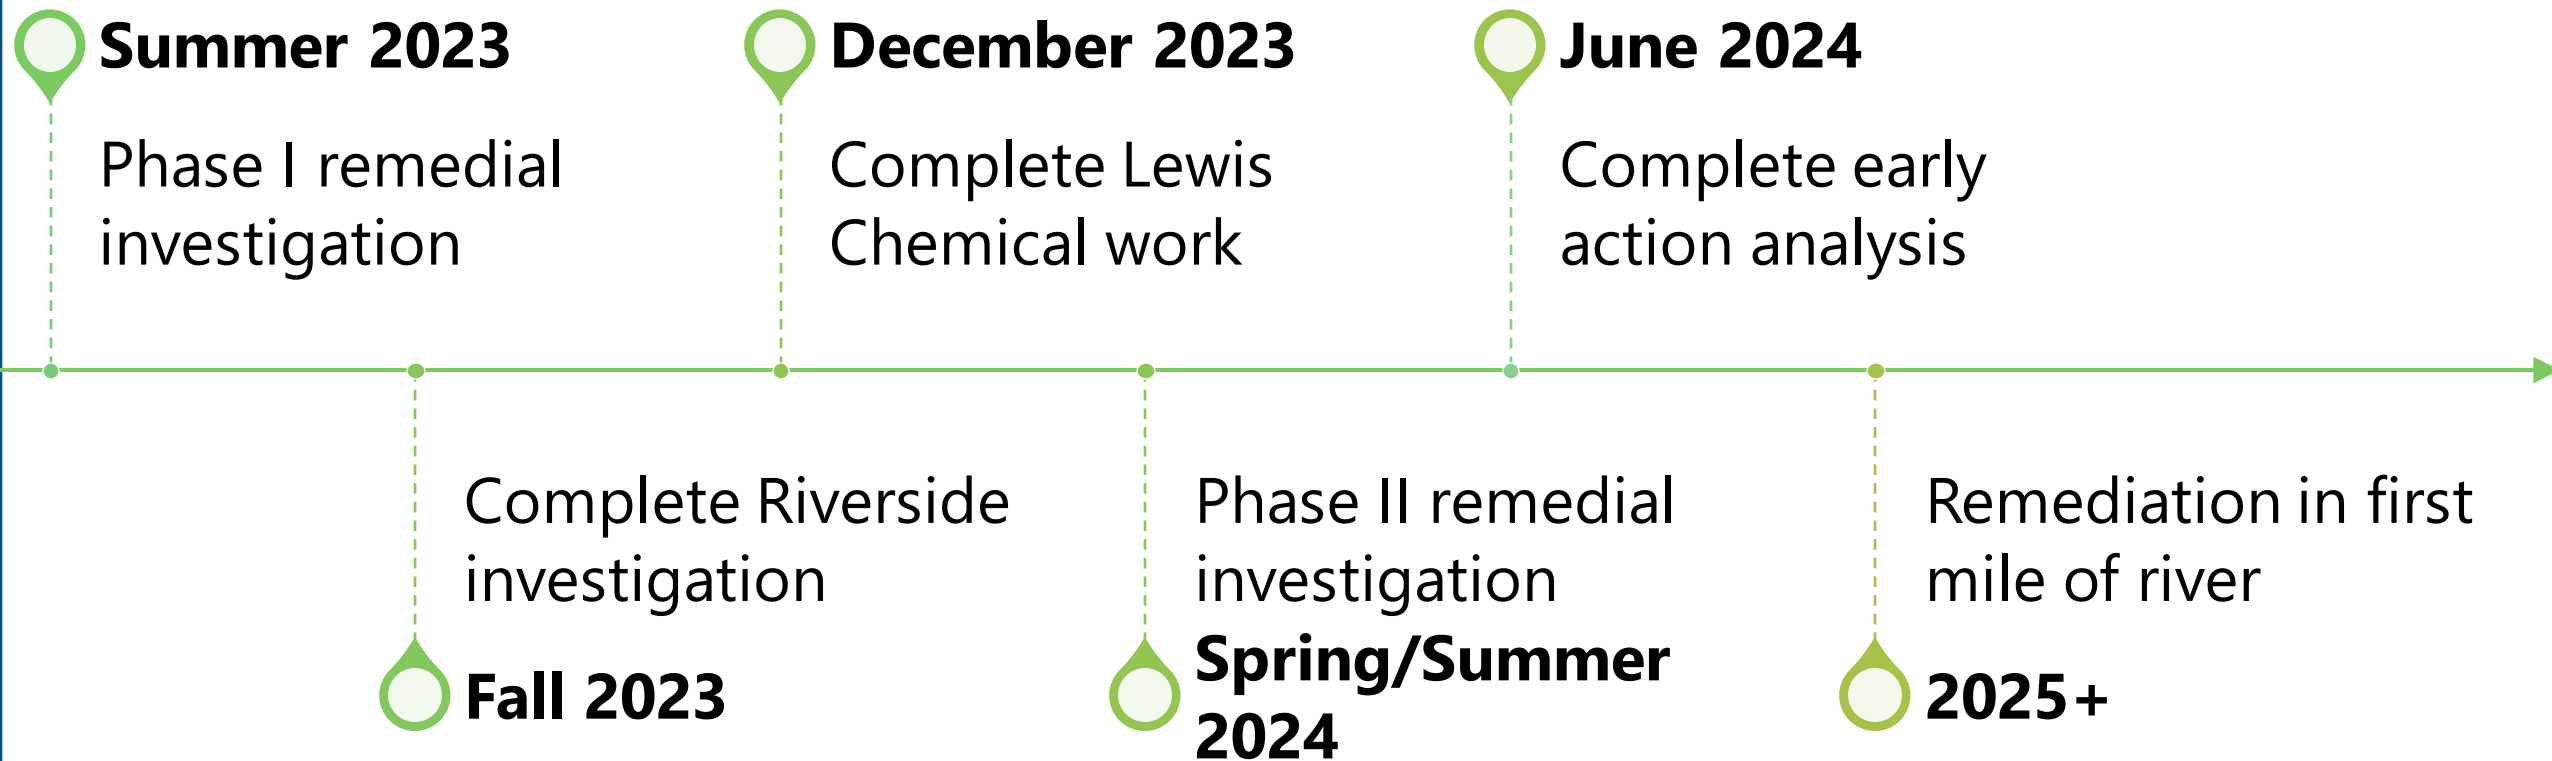 Summer 2023
Phase I remedial
investigation
December 2023
Complete Lewis
Chemical work
June 2024
Complete early
action analysis
Complete Riverside
investigation
Fall 2023
Phase II remedial
investigation
Spring/Summer
2024
Remediation in first
mile of river
2025+